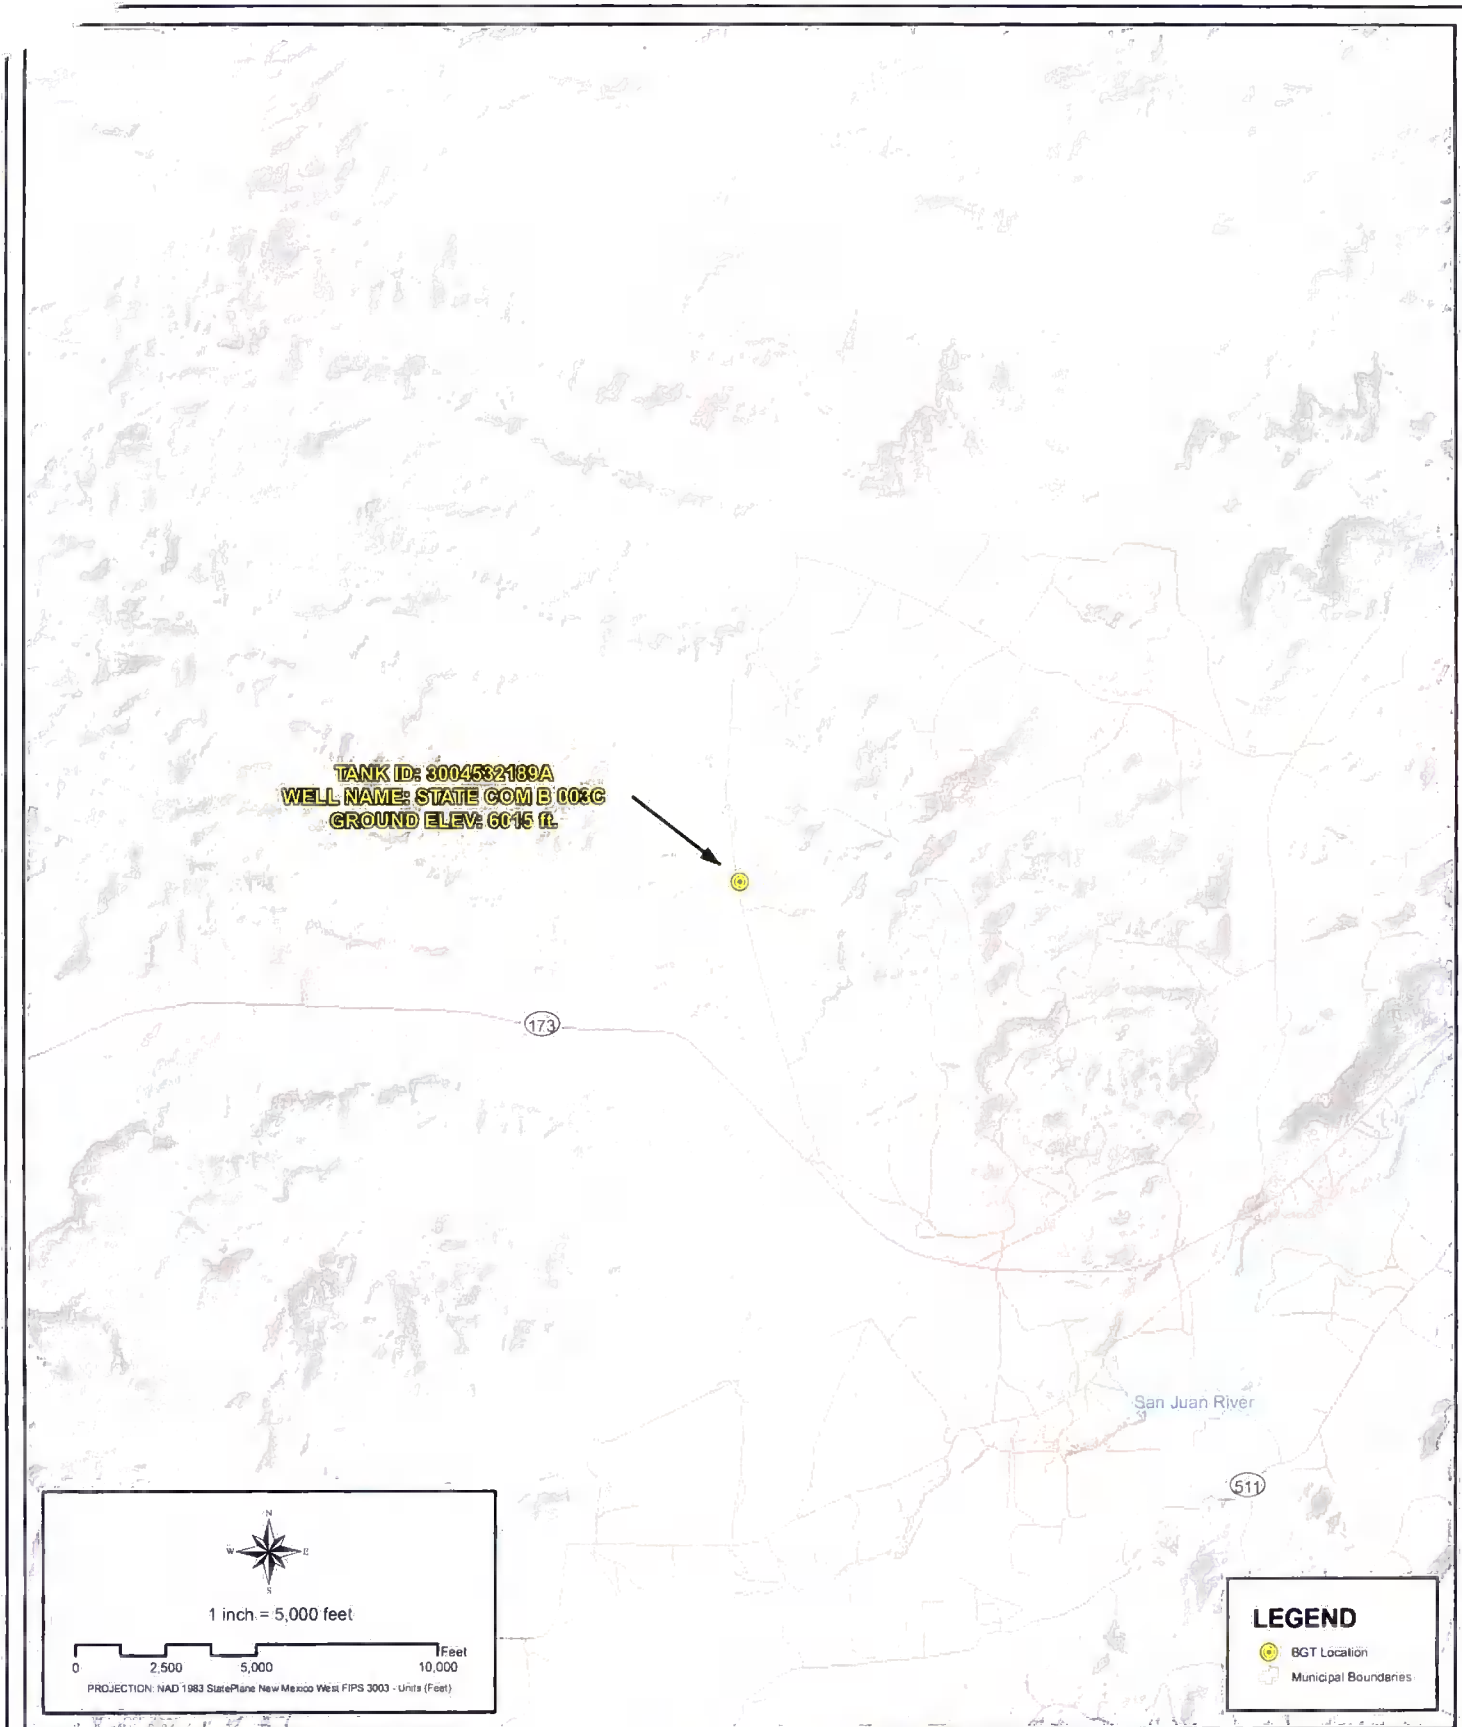 TANK ID: 3004532189A
WELL NAME: STATE COM B 003C
GROUND ELEV: 6015 ft.
173
San Juan River
511
N
W E
S
1 inch = 5,000 feet
Feet
0 2,500 5,000 10,000
PROJECTION: NAD 1983 StatePlane New Mexico West FIPS 3003 - Units (Feet)
LEGEND
BGT Location
Municipal Boundaries